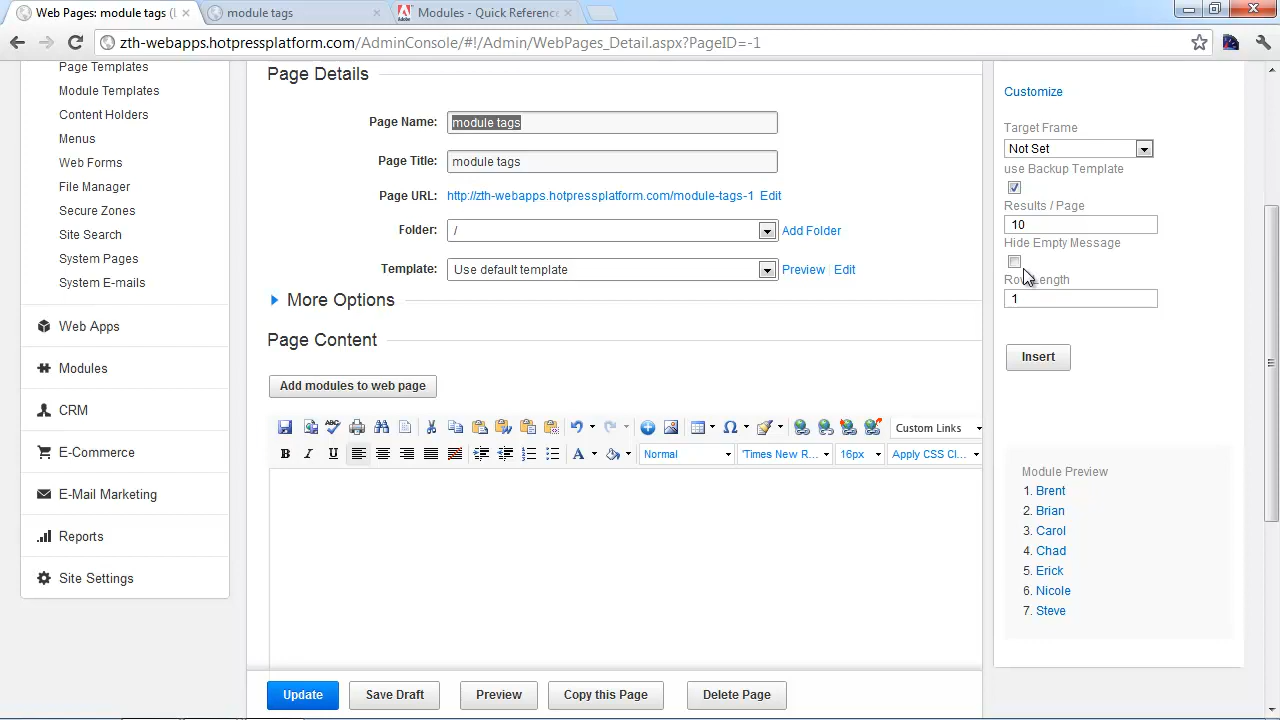 Web Pages: module tags (
module tags
Modules - Quick Reference
zth-webapps.hotpressplatform.com/AdminConsole/#!/Admin/WebPages_Detail.aspx?PageID=-1
Page Templates
Module Templates
Content Holders
Menus
Web Forms
File Manager
Secure Zones
Site Search
System Pages
System E-mails
Web Apps
Modules
CRM
E-Commerce
E-Mail Marketing
Reports
Site Settings
Page Details
Page Name: module tags
Page Title: module tags
Page URL: http://zth-webapps.hotpressplatform.com/module-tags-1 Edit
Folder: / Add Folder
Template: Use default template Preview Edit
More Options
Page Content
Add modules to web page
Custom Links
B I U A Normal 'Times New R... 16px Apply CSS Cl...
Update Save Draft Preview Copy this Page Delete Page
Customize
Target Frame
Not Set
use Backup Template
Results / Page
10
Hide Empty Message
Row Length
1
Insert
Module Preview
1. Brent
2. Brian
3. Carol
4. Chad
5. Erick
6. Nicole
7. Steve